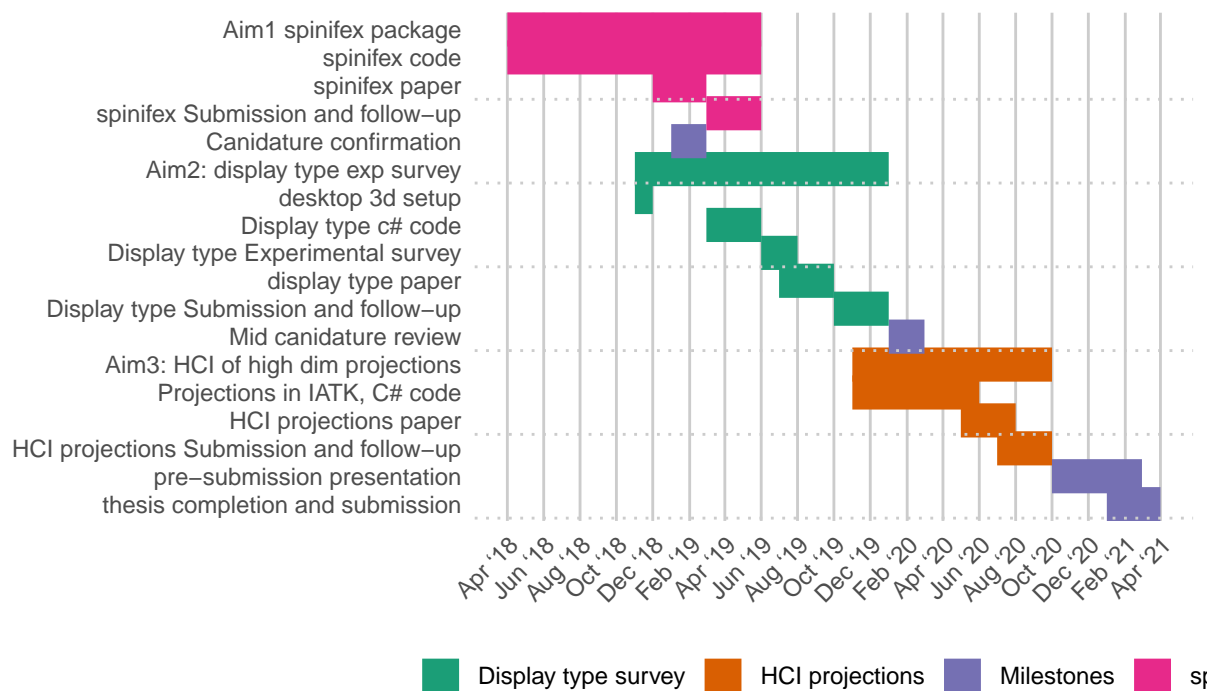 Aim1 spinifex package
spinifex code
spinifex paper
spinifex Submission and follow−up
Canidature confirmation
Aim2: display type exp survey
desktop 3d setup
Display type c# code
Display type Experimental survey
display type paper
Display type Submission and follow−up
Mid canidature review
Aim3: HCI of high dim projections
Projections in IATK, C# code
HCI projections paper
HCI projections Submission and follow−up
pre−submission presentation
thesis completion and submission
Apr ‘18 Jun ‘18 Aug ‘18 Oct ‘18 Dec ‘18 Feb ‘19 Apr ‘19 Jun ‘19 Aug ‘19 Oct ‘19 Dec ‘19 Feb ‘20 Apr ‘20 Jun ‘20 Aug ‘20 Oct ‘20 Dec ‘20 Feb ‘21 Apr ‘21
Display type survey HCI projections Milestones